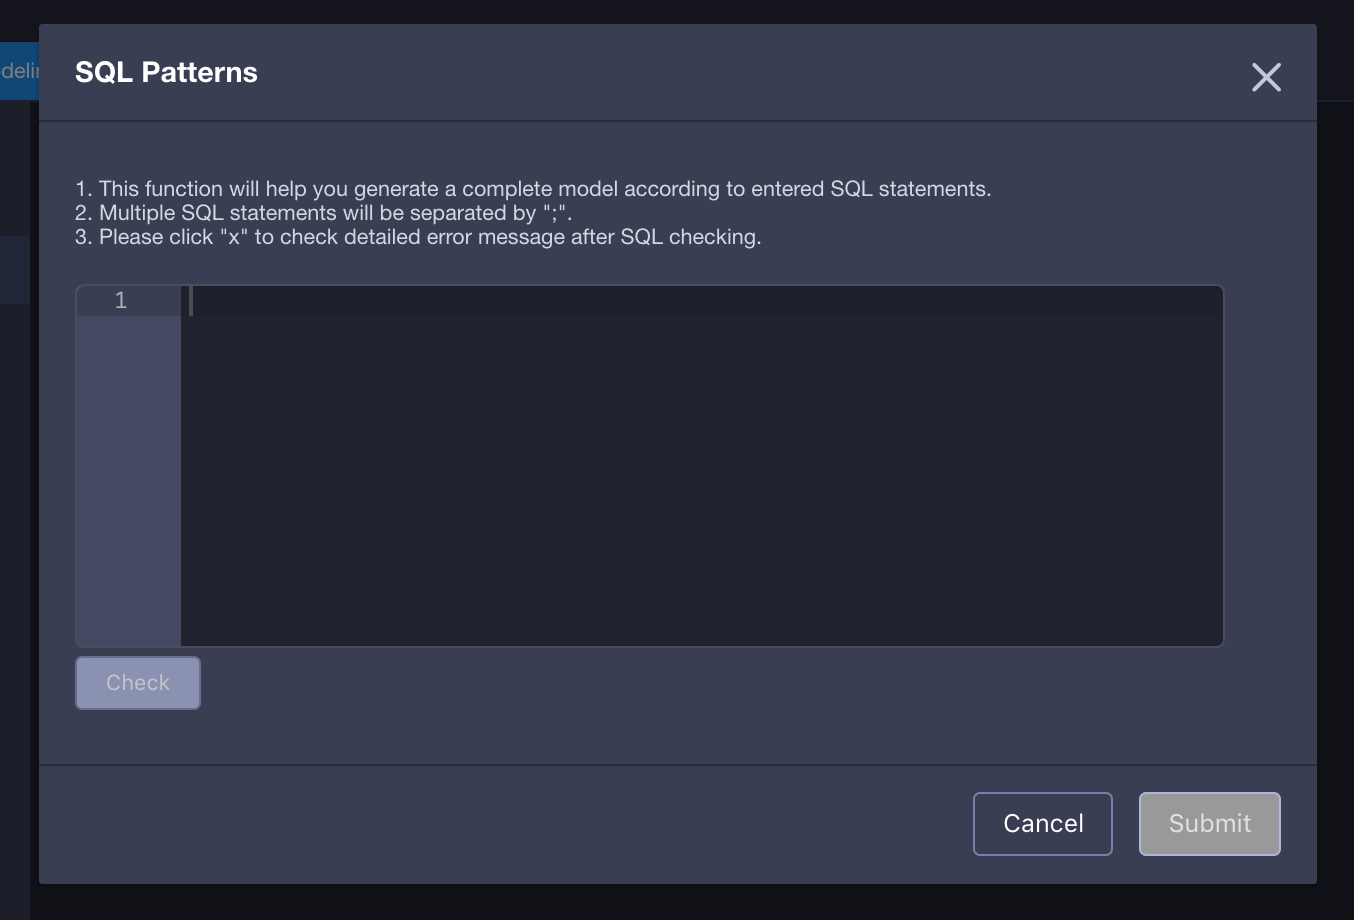 SQL Patterns
1. This function will help you generate a complete model according to entered SQL statements.
2. Multiple SQL statements will be separated by ";".
3. Please click "x" to check detailed error message after SQL checking.
1
Check
Cancel
Submit